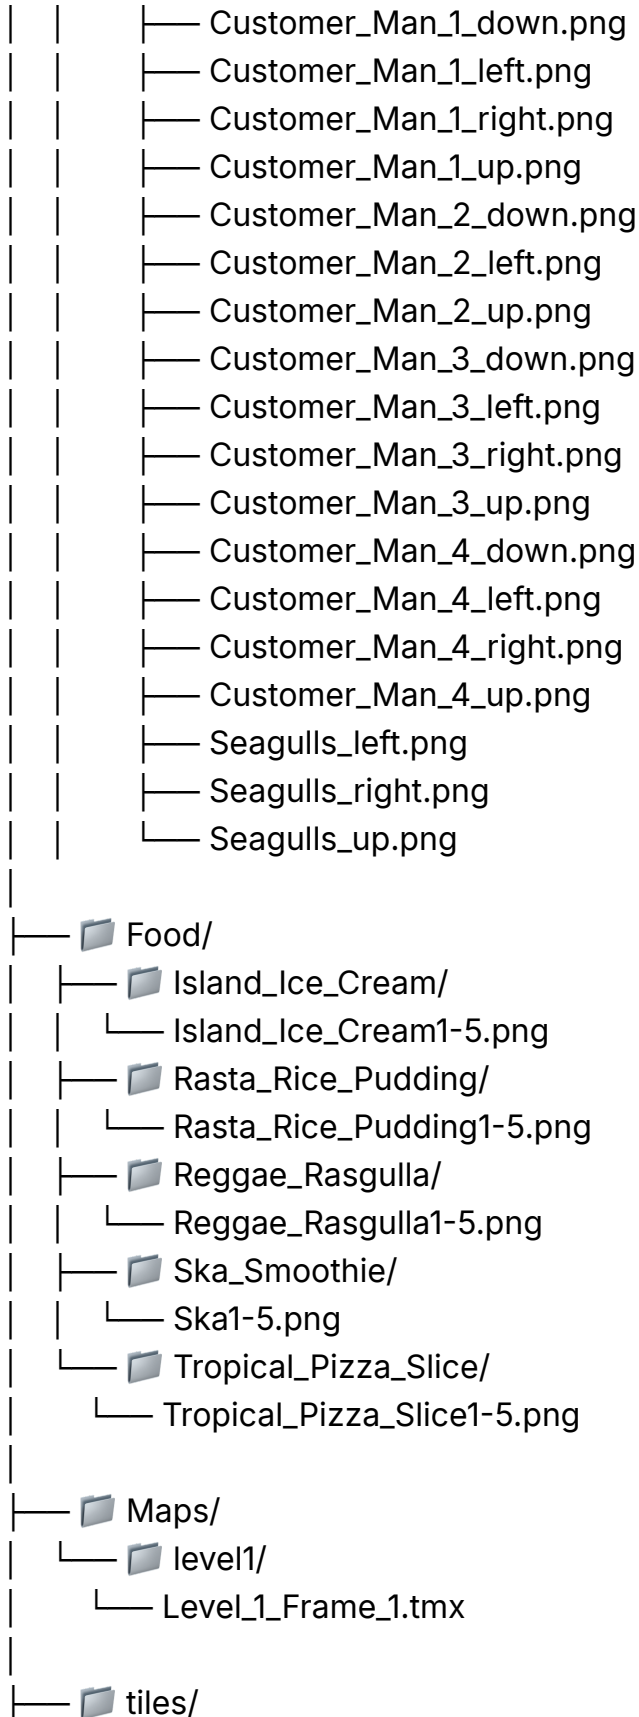 │ │ ├── Customer_Man_1_down.png
│ │ ├── Customer_Man_1_left.png
│ │ ├── Customer_Man_1_right.png
│ │ ├── Customer_Man_1_up.png
│ │ ├── Customer_Man_2_down.png
│ │ ├── Customer_Man_2_left.png
│ │ ├── Customer_Man_2_up.png
│ │ ├── Customer_Man_3_down.png
│ │ ├── Customer_Man_3_left.png
│ │ ├── Customer_Man_3_right.png
│ │ ├── Customer_Man_3_up.png
│ │ ├── Customer_Man_4_down.png
│ │ ├── Customer_Man_4_left.png
│ │ ├── Customer_Man_4_right.png
│ │ ├── Customer_Man_4_up.png
│ │ ├── Seagulls_left.png
│ │ ├── Seagulls_right.png
│ │ └── Seagulls_up.png
│
├── 📁 Food/
│ ├── 📁 Island_Ice_Cream/
│ │ └── Island_Ice_Cream1-5.png
│ ├── 📁 Rasta_Rice_Pudding/
│ │ └── Rasta_Rice_Pudding1-5.png
│ ├── 📁 Reggae_Rasgulla/
│ │ └── Reggae_Rasgulla1-5.png
│ ├── 📁 Ska_Smoothie/
│ │ └── Ska1-5.png
│ └── 📁 Tropical_Pizza_Slice/
│ └── Tropical_Pizza_Slice1-5.png
│
├── 📁 Maps/
│ └── 📁 level1/
│ └── Level_1_Frame_1.tmx
│
├── 📁 tiles/